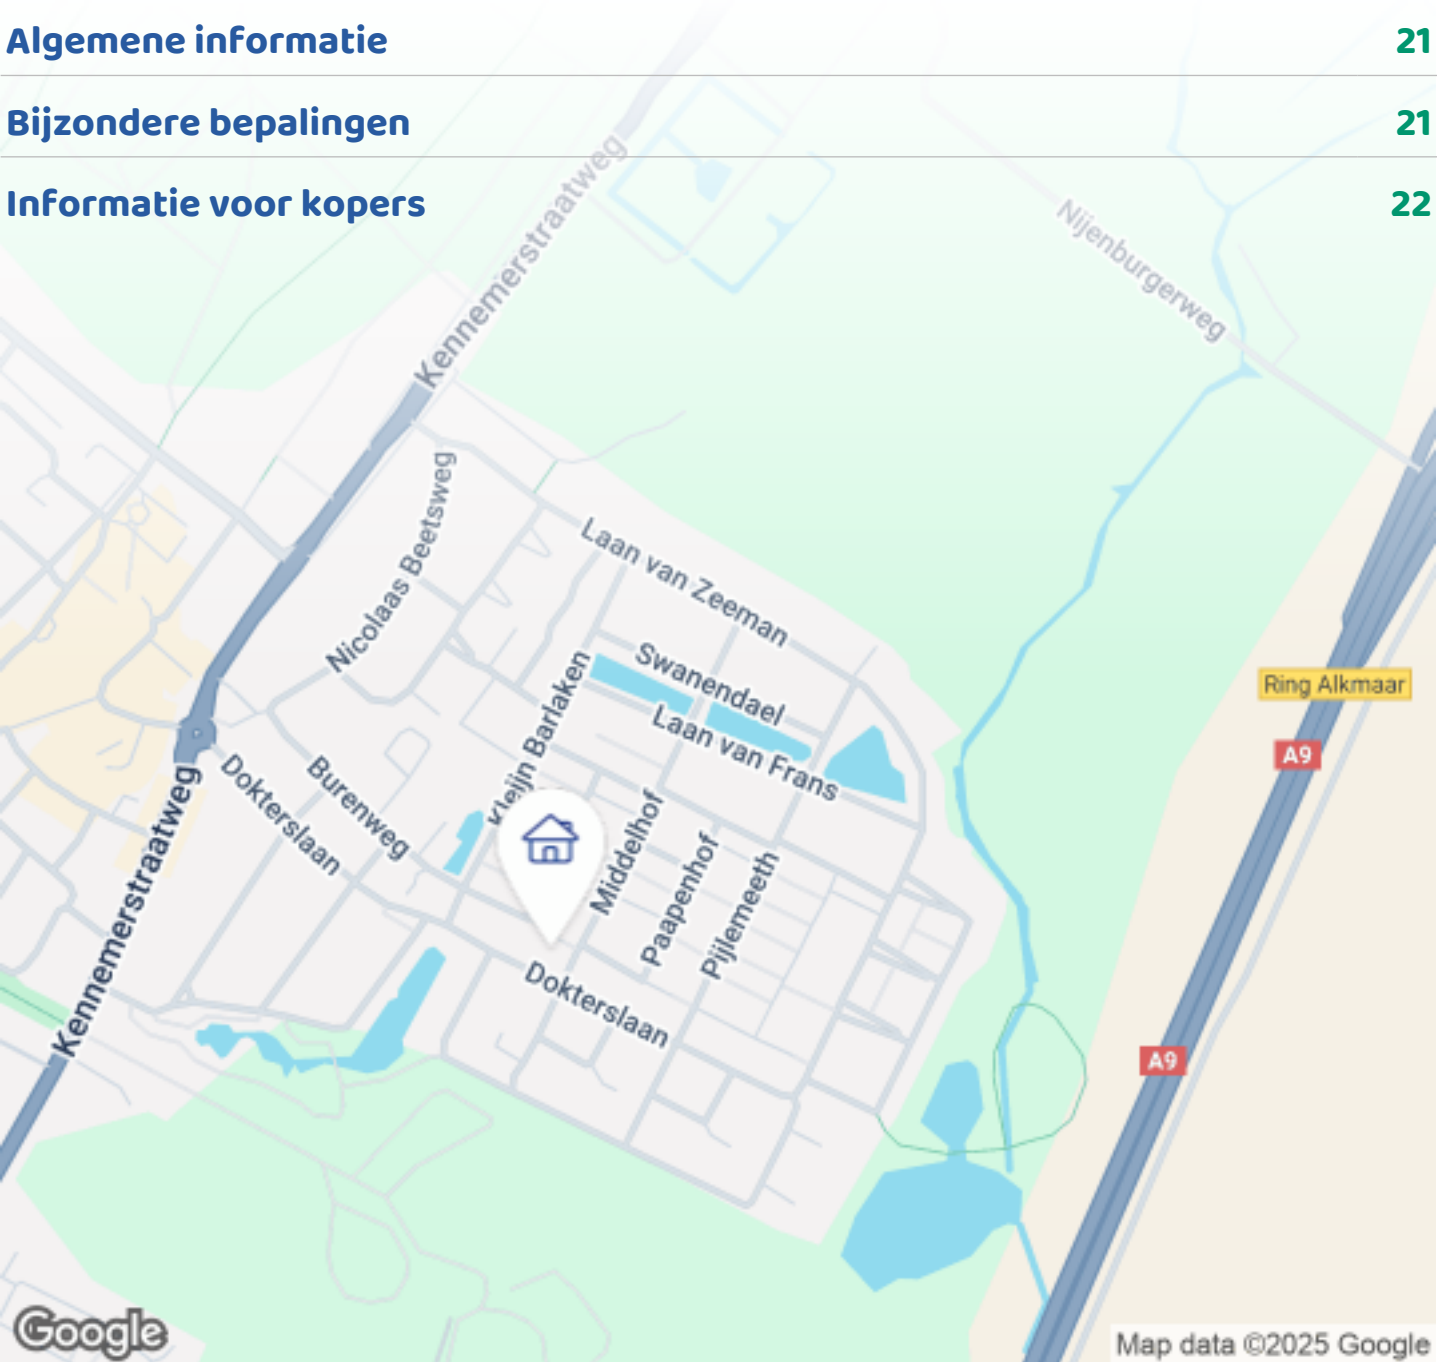 Algemene informatie 21
Bijzondere bepalingen 21
Informatie voor kopers 22
Kennemerstraatweg
Nijenburgerweg
Nicolaas Beetsweg
Laan van Zeeman
Swanendael
Laan van Frans
Kleijn Barlaken
Ring Alkmaar
A9
Burenweg
Dokterslaan
Kennemerstraatweg
Middelhof
Paapenhof
Pijlemeeth
Dokterslaan
A9
Google
Map data ©2025 Google